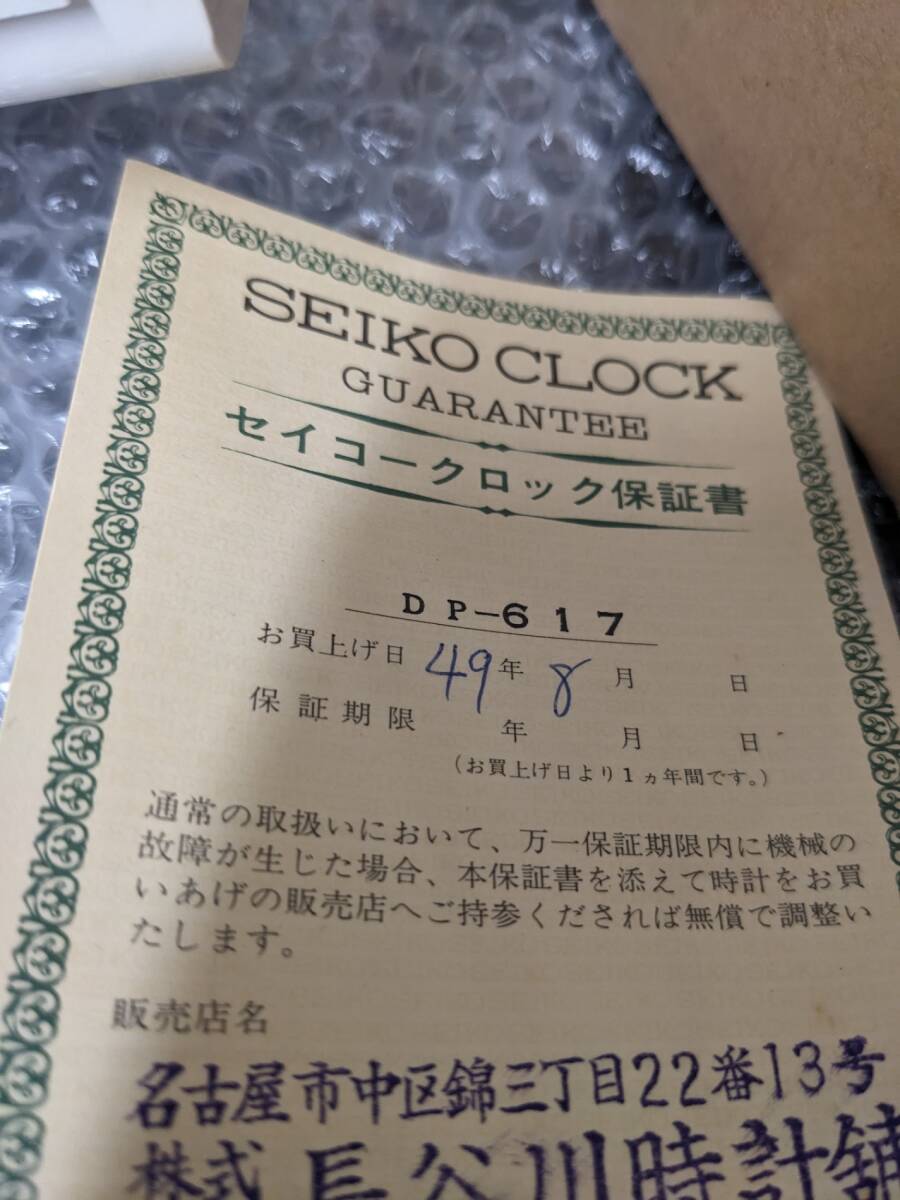 SEIKO CLOCK
GUARANTEE
セイコークロック保証書
DP-617
お買上げ日 49年 8月 日
保証期限 年 月 日
(お買上げ日より1ヵ年間です。)
通常の取扱いにおいて、万一保証期限内に機械の
故障が生じた場合、本保証書を添えて時計をお買
いあげの販売店へご持参くだされば無償で調整い
たします。
販売店名
名古屋市中区錦三丁目22番13号
株式 長谷川時計舗